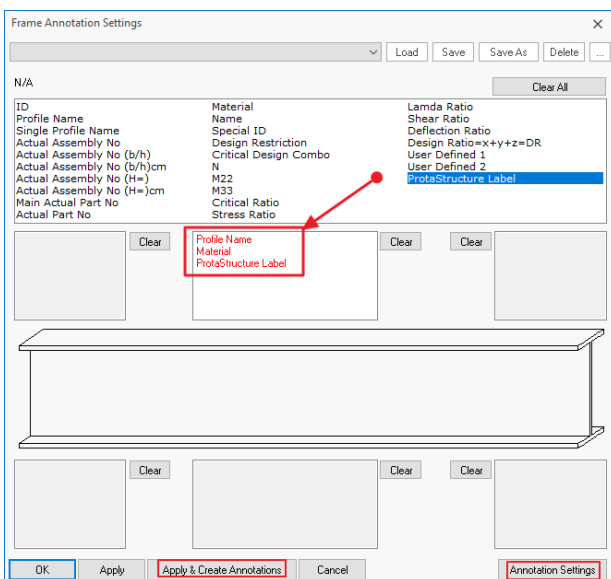 Frame Annotation Settings
Load Save Save As Delete ...
N/A
Clear All
ID Material Lamda Ratio
Profile Name Name Shear Ratio
Single Profile Name Special ID Deflection Ratio
Actual Assembly No Design Restriction Design Ratio=x+y+z=DR
Actual Assembly No (b/h) Critical Design Combo User Defined 1
Actual Assembly No (b/h)cm N User Defined 2
Actual Assembly No (H=) M22 ProtaStructure Label
Actual Assembly No (H=)cm M33
Main Actual Part No Critical Ratio
Actual Part No Stress Ratio
Clear Profile Name Clear Clear
Material
ProtaStructure Label
Clear Clear Clear
OK Apply Apply & Create Annotations Cancel Annotation Settings